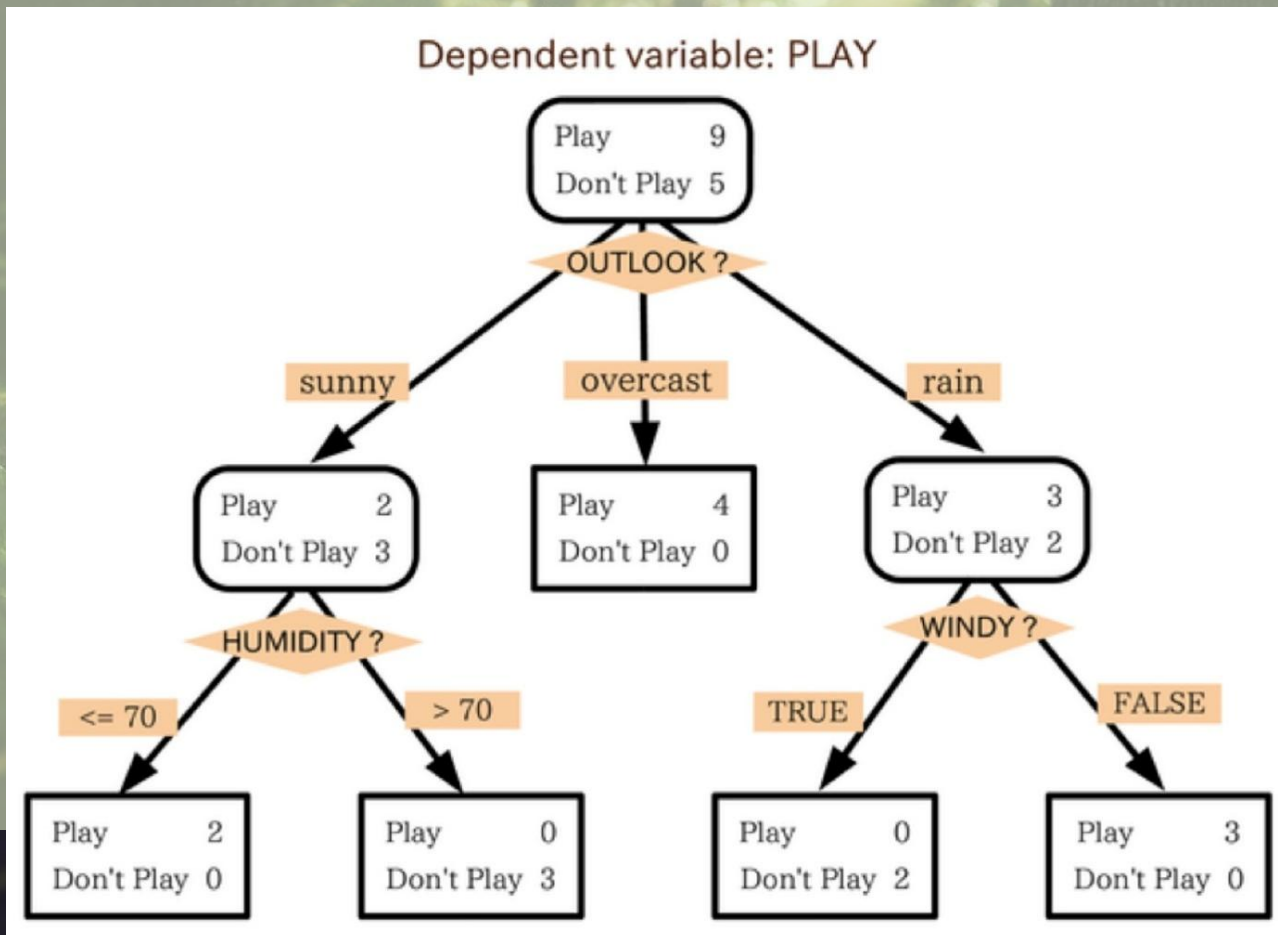 Dependent variable: PLAY
Play 9
Don't Play 5
OUTLOOK ?
sunny
overcast
rain
Play 2
Don't Play 3
Play 4
Don't Play 0
Play 3
Don't Play 2
HUMIDITY ?
WINDY ?
<= 70
> 70
TRUE
FALSE
Play 2
Don't Play 0
Play 0
Don't Play 3
Play 0
Don't Play 2
Play 3
Don't Play 0